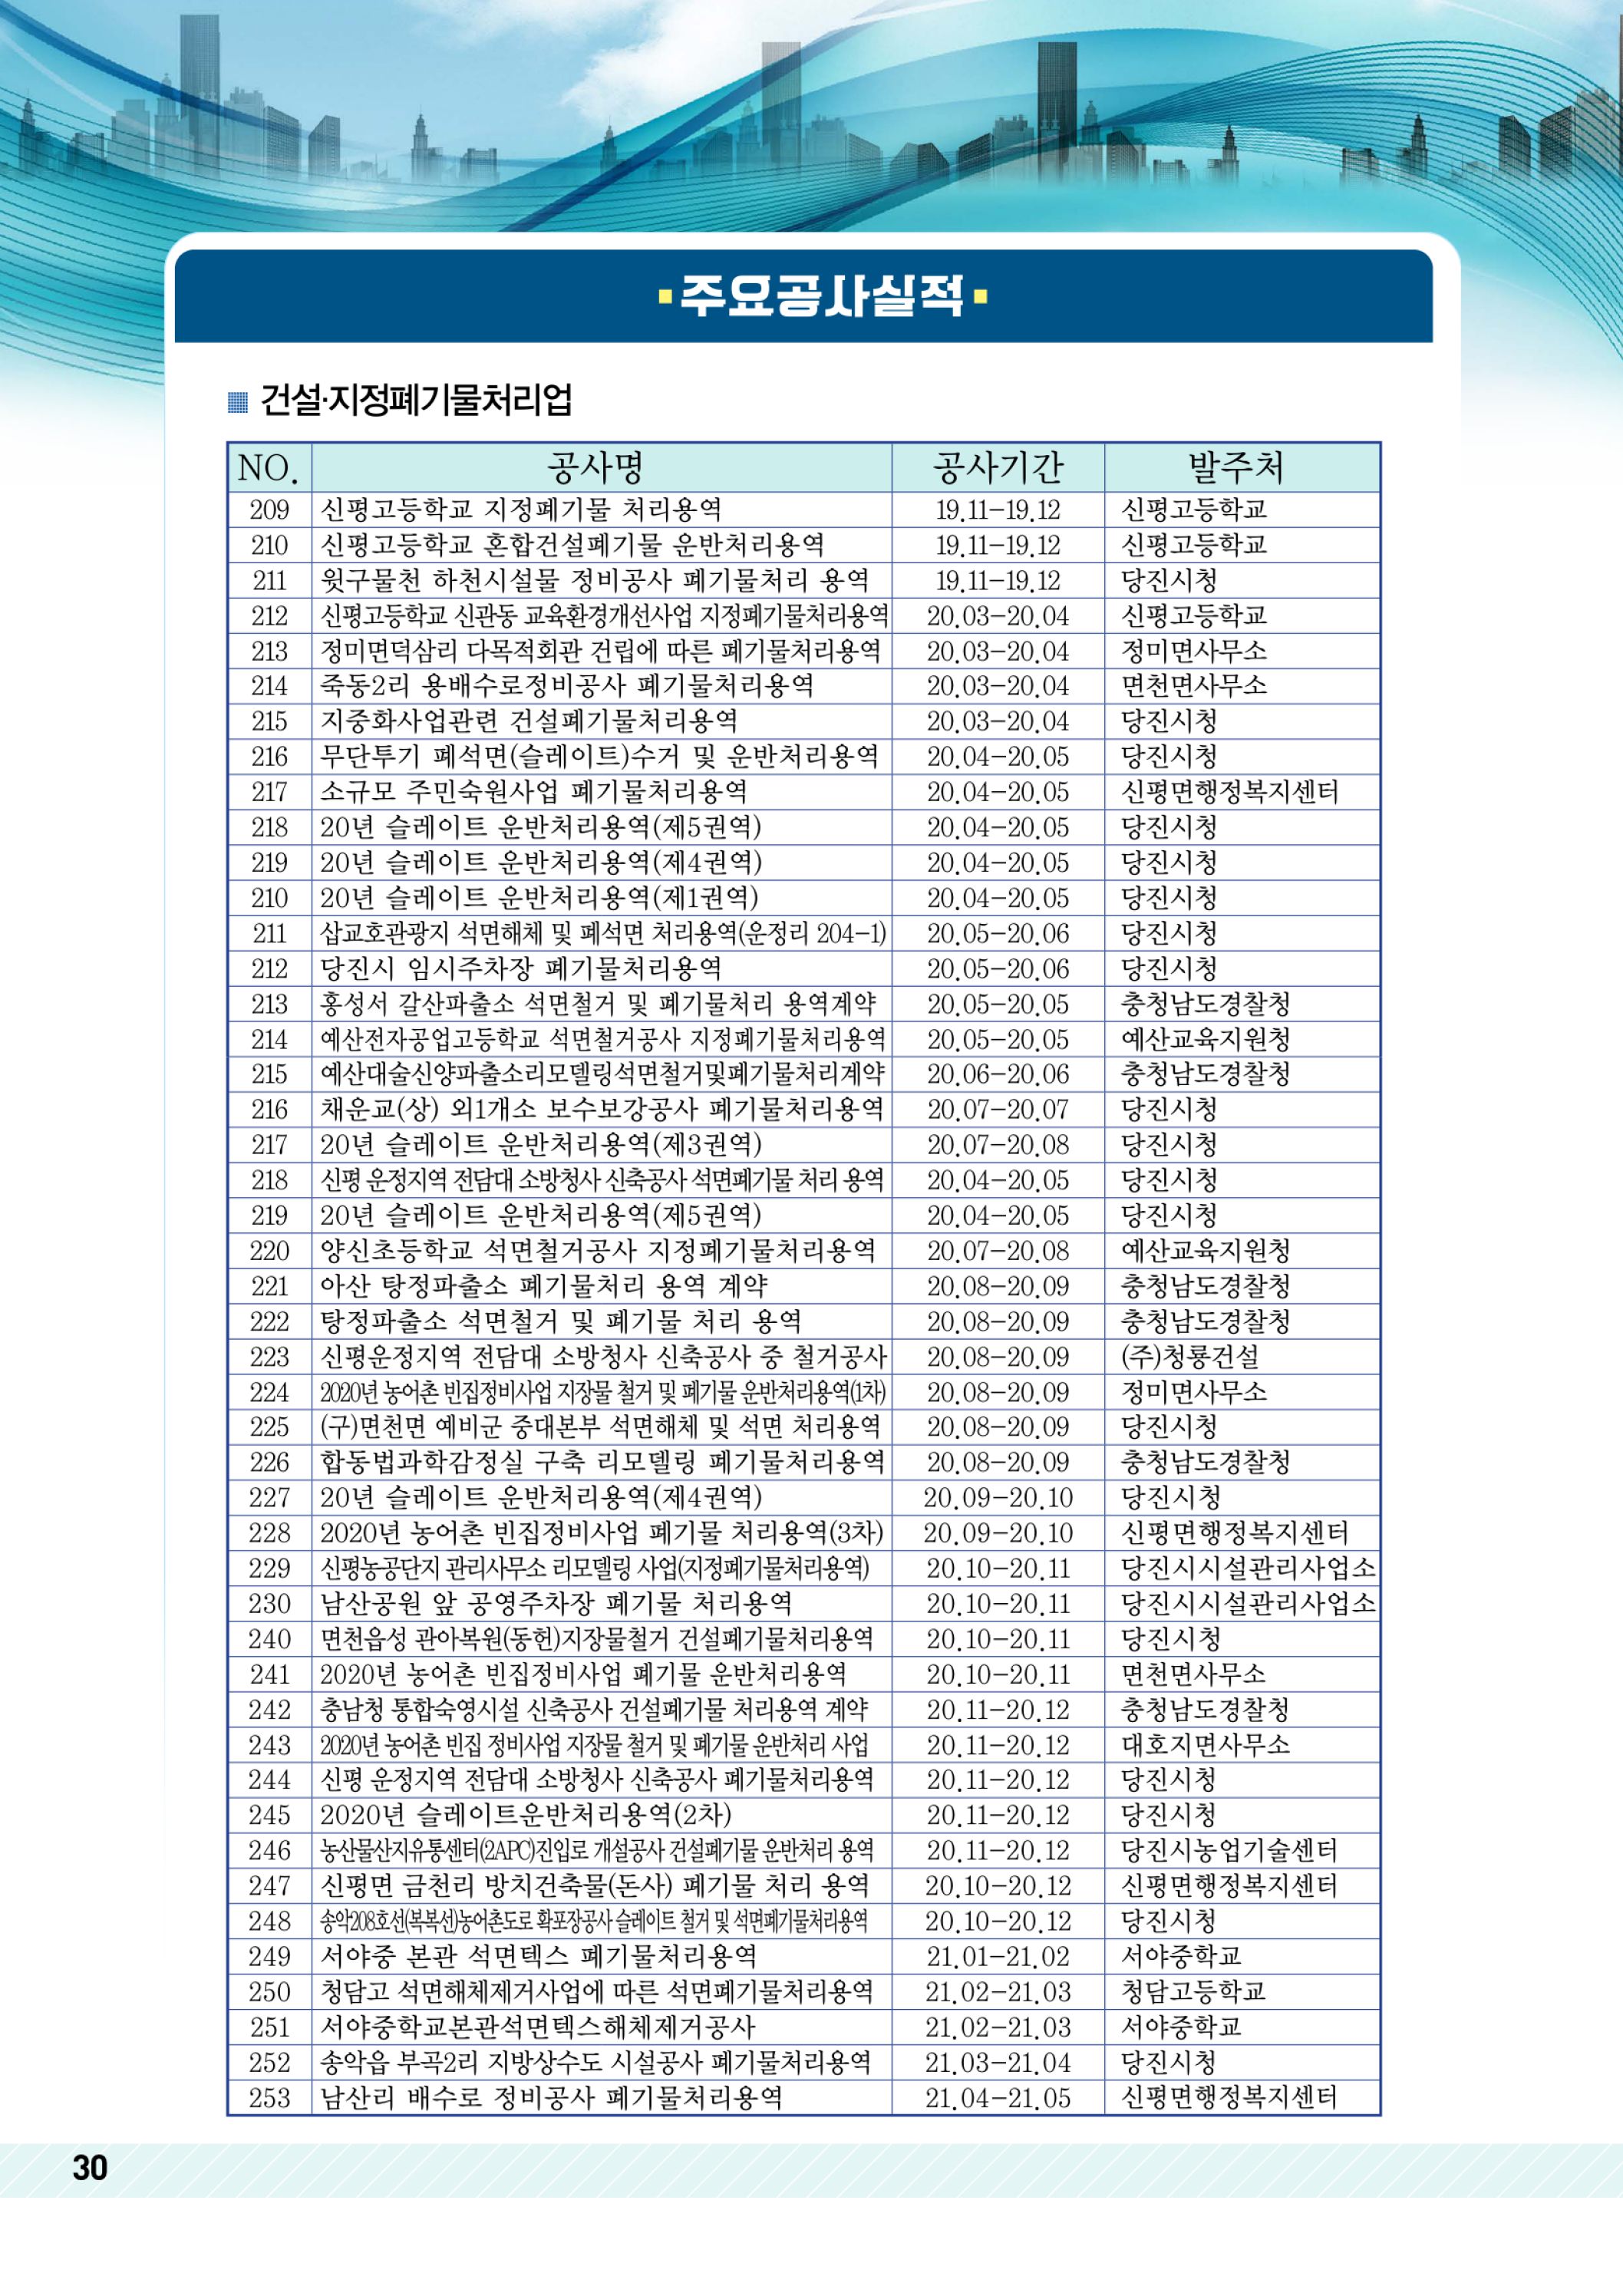 주요공사실적
건설·지정폐기물처리업
NO. 공사명 공사기간 발주처
209 신평고등학교 지정폐기물 처리용역 19.11-19.12 신평고등학교
210 신평고등학교 혼합건설폐기물 운반처리용역 19.11-19.12 신평고등학교
211 윗구물천 하천시설물 정비공사 폐기물처리 용역 19.11-19.12 당진시청
212 신평고등학교 신관동 교육환경개선사업 지정폐기물처리용역 20.03-20.04 신평고등학교
213 정미면덕삼리 다목적회관 건립에 따른 폐기물처리용역 20.03-20.04 정미면사무소
214 죽동2리 용배수로정비공사 폐기물처리용역 20.03-20.04 면천면사무소
215 지중화사업관련 건설폐기물처리용역 20.03-20.04 당진시청
216 무단투기 폐석면(슬레이트)수거 및 운반처리용역 20.04-20.05 당진시청
217 소규모 주민숙원사업 폐기물처리용역 20.04-20.05 신평면행정복지센터
218 20년 슬레이트 운반처리용역(제5권역) 20.04-20.05 당진시청
219 20년 슬레이트 운반처리용역(제4권역) 20.04-20.05 당진시청
210 20년 슬레이트 운반처리용역(제1권역) 20.04-20.05 당진시청
211 삽교호관광지 석면해체 및 폐석면 처리용역(운정리 204-1) 20.05-20.06 당진시청
212 당진시 임시주차장 폐기물처리용역 20.05-20.06 당진시청
213 홍성서 갈산파출소 석면철거 및 폐기물처리 용역계약 20.05-20.05 충청남도경찰청
214 예산전자공업고등학교 석면철거공사 지정폐기물처리용역 20.05-20.05 예산교육지원청
215 예산대술신양파출소리모델링석면철거및폐기물처리계약 20.06-20.06 충청남도경찰청
216 채운교(상) 외1개소 보수보강공사 폐기물처리용역 20.07-20.07 당진시청
217 20년 슬레이트 운반처리용역(제3권역) 20.07-20.08 당진시청
218 신평 운정지역 전담대 소방청사 신축공사 석면폐기물 처리 용역 20.04-20.05 당진시청
219 20년 슬레이트 운반처리용역(제5권역) 20.04-20.05 당진시청
220 양신초등학교 석면철거공사 지정폐기물처리용역 20.07-20.08 예산교육지원청
221 아산 탕정파출소 폐기물처리 용역 계약 20.08-20.09 충청남도경찰청
222 탕정파출소 석면철거 및 폐기물 처리 용역 20.08-20.09 충청남도경찰청
223 신평운정지역 전담대 소방청사 신축공사 중 철거공사 20.08-20.09 (주)청룡건설
224 2020년 농어촌 빈집정비사업 지장물 철거 및 폐기물 운반처리용역(1차) 20.08-20.09 정미면사무소
225 (구)면천면 예비군 중대본부 석면해체 및 석면 처리용역 20.08-20.09 당진시청
226 합동법과학감정실 구축 리모델링 폐기물처리용역 20.08-20.09 충청남도경찰청
227 20년 슬레이트 운반처리용역(제4권역) 20.09-20.10 당진시청
228 2020년 농어촌 빈집정비사업 폐기물 처리용역(3차) 20.09-20.10 신평면행정복지센터
229 신평농공단지 관리사무소 리모델링 사업(지정폐기물처리용역) 20.10-20.11 당진시시설관리사업소
230 남산공원 앞 공영주차장 폐기물 처리용역 20.10-20.11 당진시시설관리사업소
240 면천읍성 관아복원(동헌)지장물철거 건설폐기물처리용역 20.10-20.11 당진시청
241 2020년 농어촌 빈집정비사업 폐기물 운반처리용역 20.10-20.11 면천면사무소
242 충남청 통합숙영시설 신축공사 건설폐기물 처리용역 계약 20.11-20.12 충청남도경찰청
243 2020년 농어촌 빈집 정비사업 지장물 철거 및 폐기물 운반처리 사업 20.11-20.12 대호지면사무소
244 신평 운정지역 전담대 소방청사 신축공사 폐기물처리용역 20.11-20.12 당진시청
245 2020년 슬레이트운반처리용역(2차) 20.11-20.12 당진시청
246 농산물산지유통센터(2APC)진입로 개설공사 건설폐기물 운반처리 용역 20.11-20.12 당진시농업기술센터
247 신평면 금천리 방치건축물(돈사) 폐기물 처리 용역 20.10-20.12 신평면행정복지센터
248 송악208호선(복복선)농어촌도로 확포장공사 슬레이트 철거 및 석면폐기물처리용역 20.10-20.12 당진시청
249 서야중 본관 석면텍스 폐기물처리용역 21.01-21.02 서야중학교
250 청담고 석면해체제거사업에 따른 석면폐기물처리용역 21.02-21.03 청담고등학교
251 서야중학교본관석면텍스해체제거공사 21.02-21.03 서야중학교
252 송악읍 부곡2리 지방상수도 시설공사 폐기물처리용역 21.03-21.04 당진시청
253 남산리 배수로 정비공사 폐기물처리용역 21.04-21.05 신평면행정복지센터
30